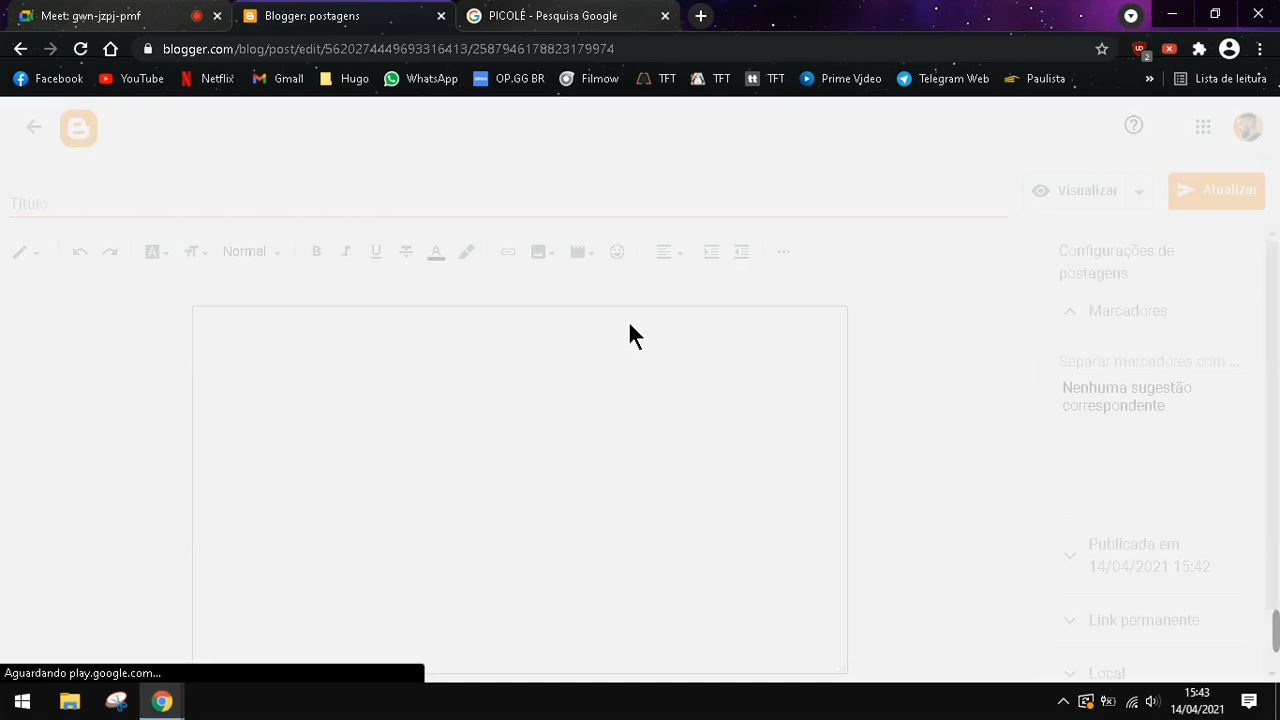 Meet: gwn-jzpj-pmf
Blogger: postagens
PICOLÉ - Pesquisa Google
blogger.com/blog/post/edit/5620274449693316413/2587946178823179974
2
Facebook
YouTube
Netflix
Gmail
Hugo
WhatsApp
OP.GG BR
Filmow
TFT
TFT
TFT
Prime Video
Telegram Web
Paulista
»
Lista de leitura
Título
Visualizar
Atualizar
Normal
Configurações de
postagens
Marcadores
Separar marcadores com ...
Nenhuma sugestão
correspondente
Publicada em
14/04/2021 15:42
Link permanente
Local
Aguardando play.google.com...
15:43
14/04/2021